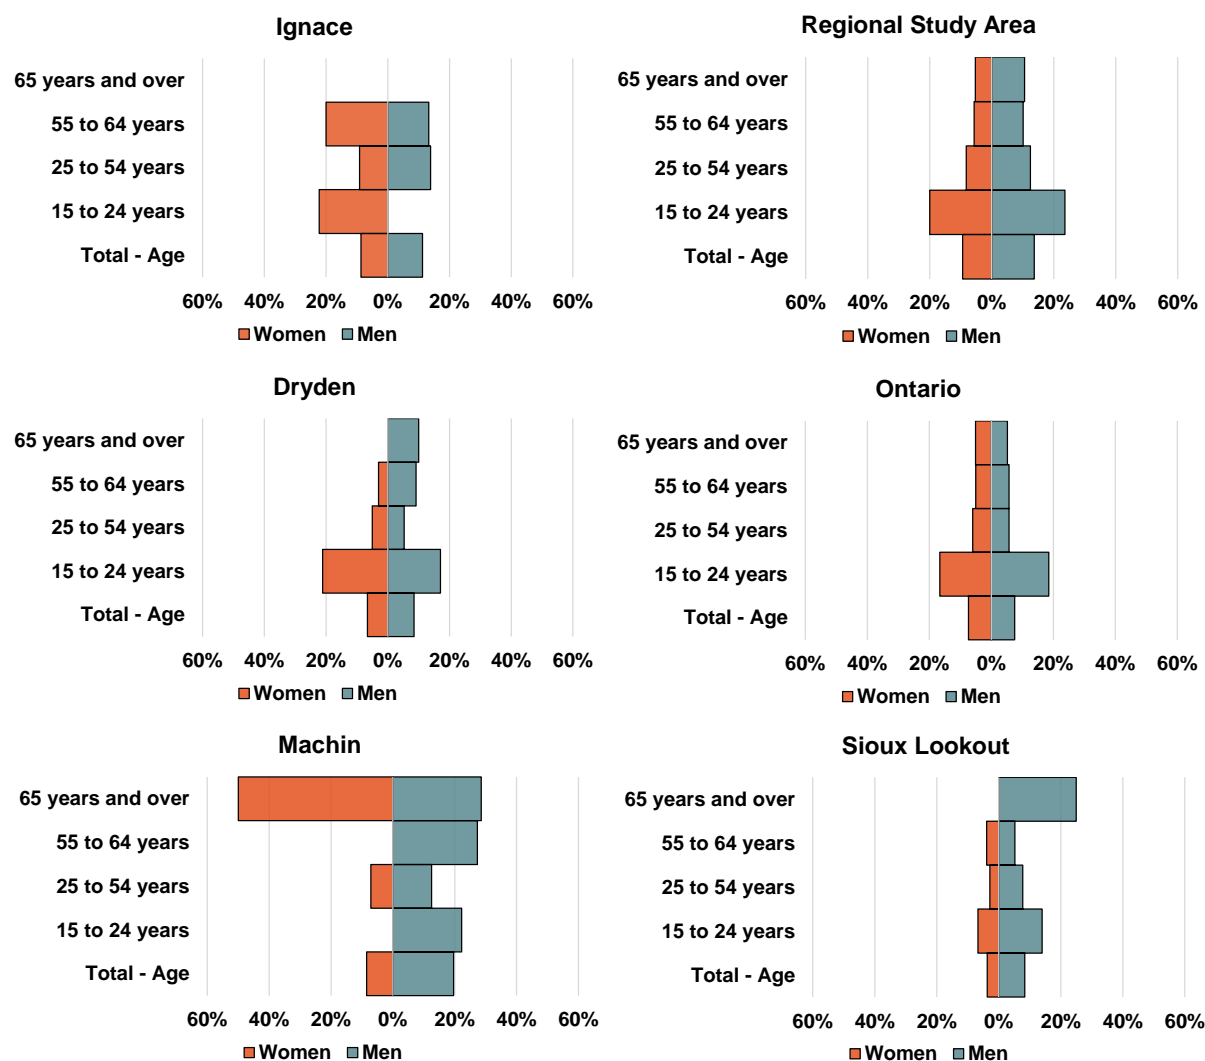 Ignace
65 years and over
55 to 64 years
25 to 54 years
15 to 24 years
Total - Age
60% 40% 20% 0% 20% 40% 60%
Women Men
Regional Study Area
65 years and over
55 to 64 years
25 to 54 years
15 to 24 years
Total - Age
60% 40% 20% 0% 20% 40% 60%
Women Men
Dryden
65 years and over
55 to 64 years
25 to 54 years
15 to 24 years
Total - Age
60% 40% 20% 0% 20% 40% 60%
Women Men
Ontario
65 years and over
55 to 64 years
25 to 54 years
15 to 24 years
Total - Age
60% 40% 20% 0% 20% 40% 60%
Women Men
Machin
65 years and over
55 to 64 years
25 to 54 years
15 to 24 years
Total - Age
60% 40% 20% 0% 20% 40% 60%
Women Men
Sioux Lookout
65 years and over
55 to 64 years
25 to 54 years
15 to 24 years
Total - Age
60% 40% 20% 0% 20% 40% 60%
Women Men